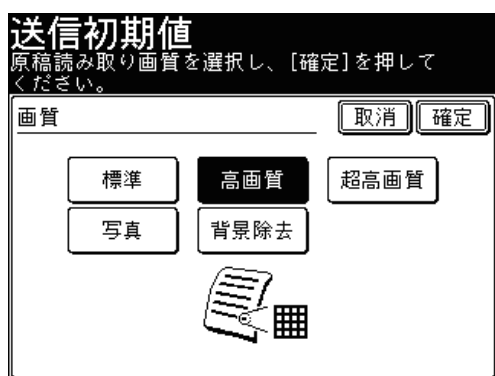 送信初期値
原稿読み取り画質を選択し、[確定]を押して
ください。
画質 取消 確定
標準 高画質 超高画質
写真 背景除去